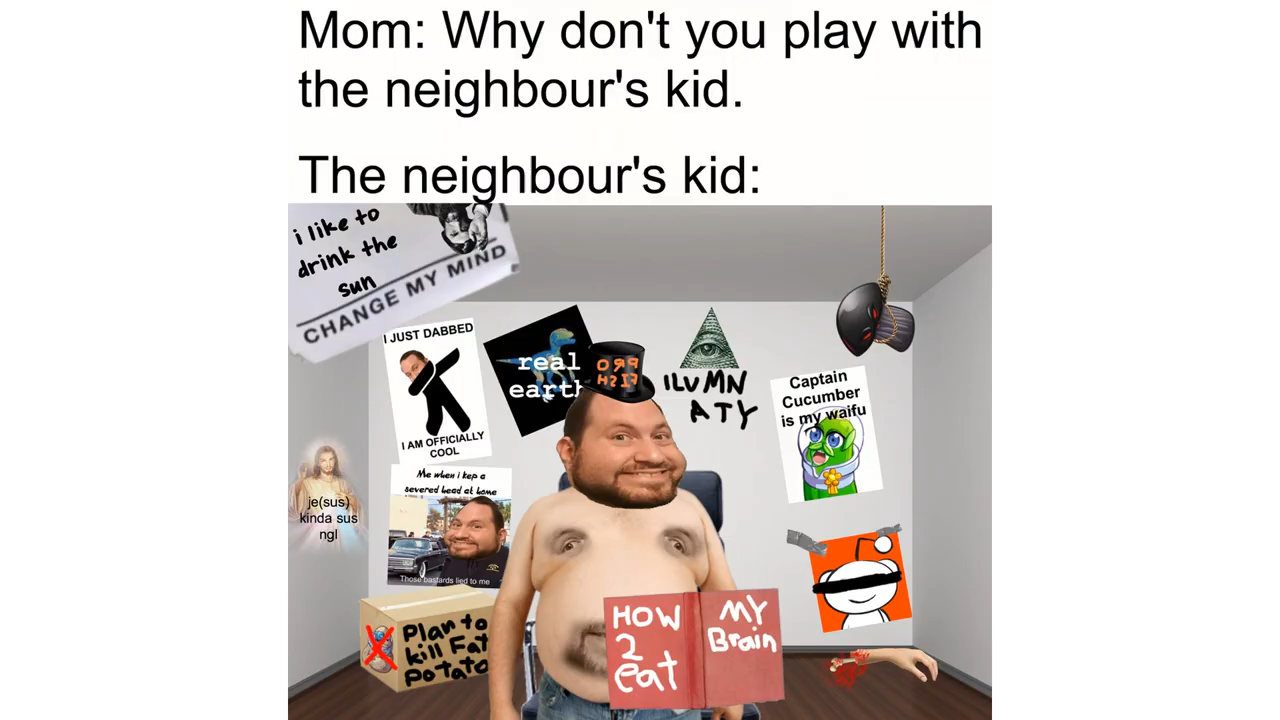 Mom: Why don't you play with
the neighbour's kid.
The neighbour's kid:
i like to
drink the
sun
CHANGE MY MIND
I JUST DABBED
I AM OFFICIALLY
COOL
real
earth
PRO
FISH
ILUMN
ATY
Captain
Cucumber
is my waifu
Me when i kep a
severed head at home
Those bastards lied to me
je(sus)
kinda sus
ngl
Plan to
kill Fat
Potato
HOW
2
eat
MY
Brain